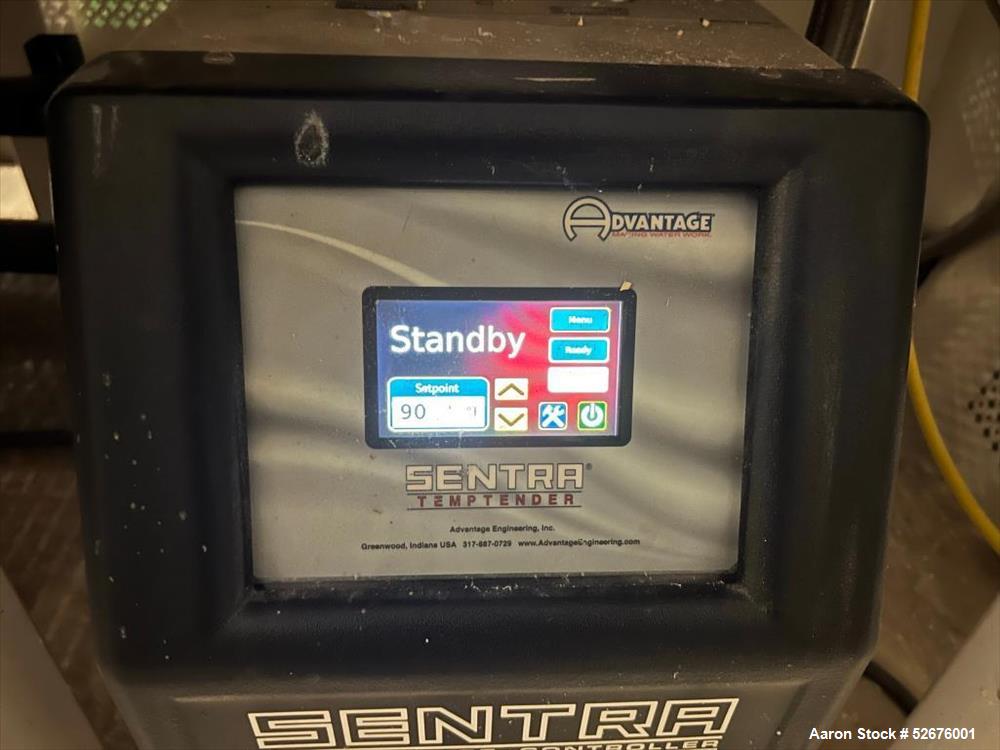 ADVANTAGE
MAKING WATER WORK
Standby
Menu
Ready
Setpoint
90
SENTRA®
TEMPTENDER
Advantage Engineering, Inc.
Greenwood, Indiana USA 317-887-0729 www.AdvantageEngineering.com
SENTRA
CONTROLLER
Aaron Stock # 52676001